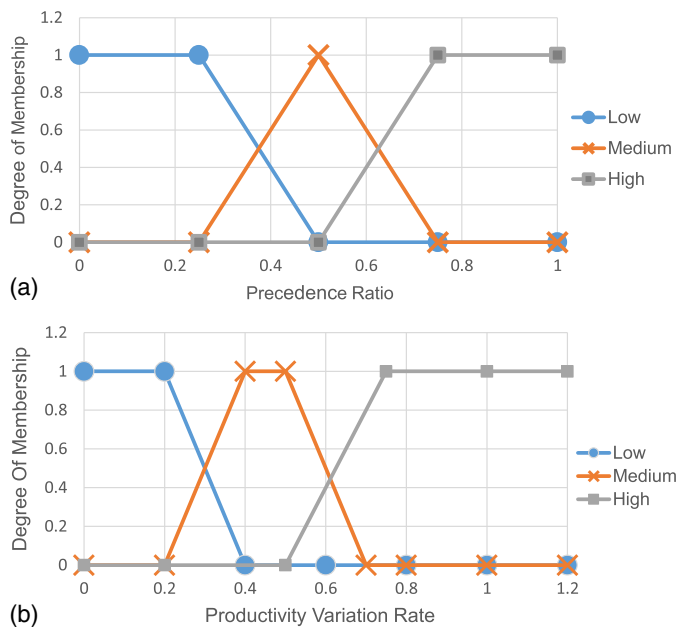 1.2
1
0.8
0.6
0.4
0.2
0
Degree of Membership
0 0.2 0.4 0.6 0.8 1
Precedence Ratio
Low
Medium
High
(a)
1.2
1
0.8
0.6
0.4
0.2
0
Degree Of Membership
0 0.2 0.4 0.6 0.8 1 1.2
Productivity Variation Rate
Low
Medium
High
(b)